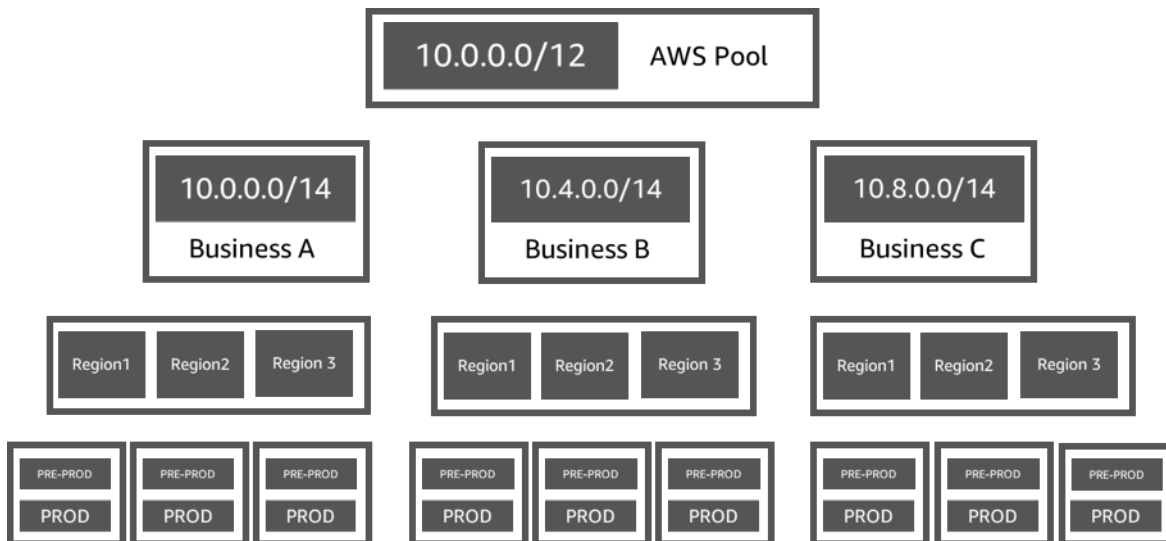 10.0.0.0/12 AWS Pool
10.0.0.0/14 10.4.0.0/14 10.8.0.0/14
Business A Business B Business C
Region1 Region2 Region 3 Region1 Region2 Region 3 Region1 Region2 Region 3
PRE-PROD PRE-PROD PRE-PROD PRE-PROD PRE-PROD PRE-PROD PRE-PROD PRE-PROD PRE-PROD
PROD PROD PROD PROD PROD PROD PROD PROD PROD